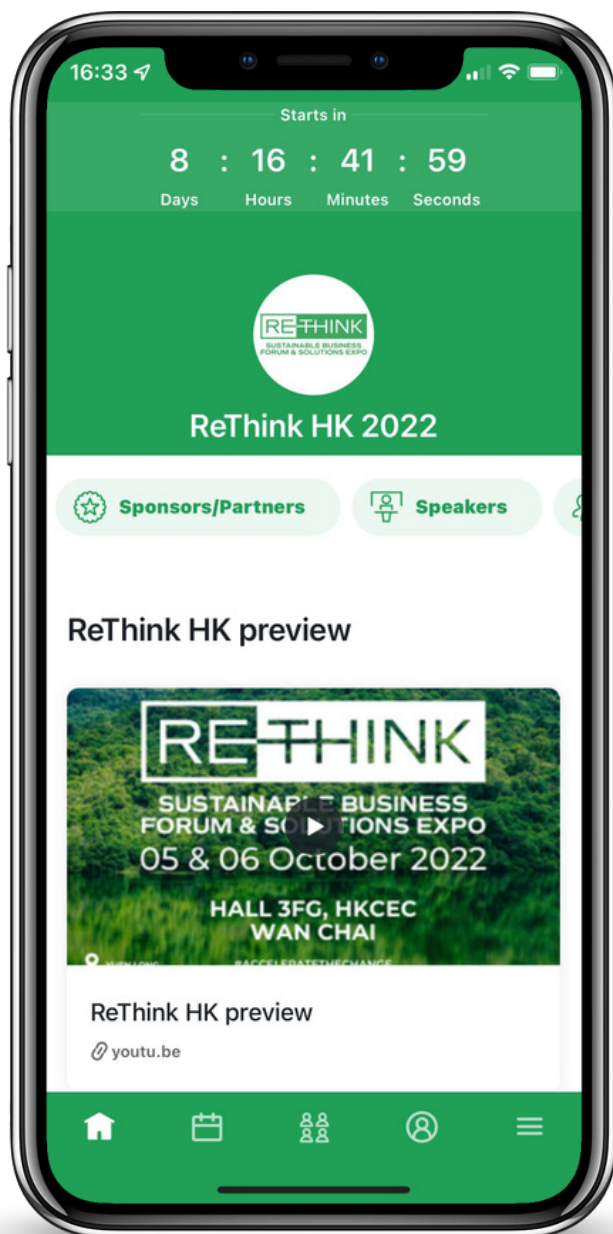 16:33
Starts in
8 : 16 : 41 : 59
Days Hours Minutes Seconds
RETHINK
SUSTAINABLE BUSINESS
FORUM & SOLUTIONS EXPO
ReThink HK 2022
Sponsors/Partners Speakers
ReThink HK preview
RETHINK
SUSTAINABLE BUSINESS
FORUM & SOLUTIONS EXPO
05 & 06 October 2022
HALL 3FG, HKCEC
WAN CHAI
YUEN LONG #ACCELERATETHECHANGE
ReThink HK preview
youtu.be